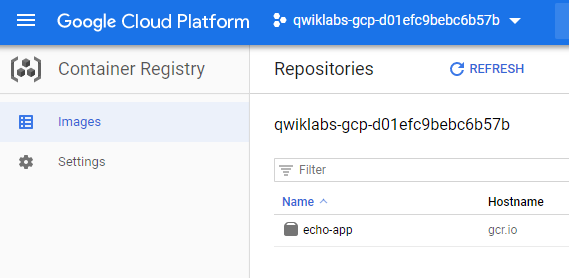 Google Cloud Platform
qwiklabs-gcp-d01efc9bebc6b57b
Container Registry
Repositories
REFRESH
Images
Settings
qwiklabs-gcp-d01efc9bebc6b57b
Filter
Name Hostname
echo-app gcr.io